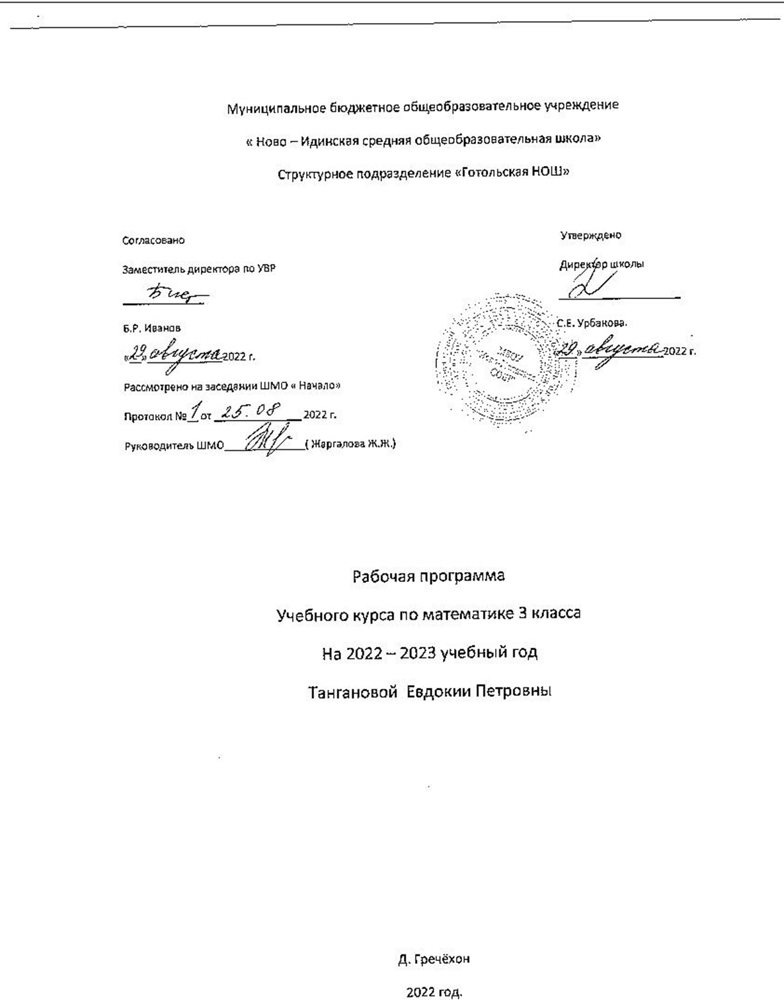 Муниципальное бюджетное общеобразовательное учреждение
« Ново – Идинская средняя общеобразовательная школа»
Структурное подразделение «Готольская НОШ»
Согласовано
Заместитель директора по УВР
Б.Р. Иванов
«29» августа 2022 г.
Рассмотрено на заседании ШМО « Начало»
Протокол № 1 от 25.08 2022 г.
Руководитель ШМО ( Жаргалова Ж.Ж.)
Утверждено
Директор школы
С.Е. Урбакова.
«29» августа 2022 г.
Рабочая программа
Учебного курса по математике 3 класса
На 2022 – 2023 учебный год
Тангановой Евдокии Петровны
Д. Гречёхон
2022 год.